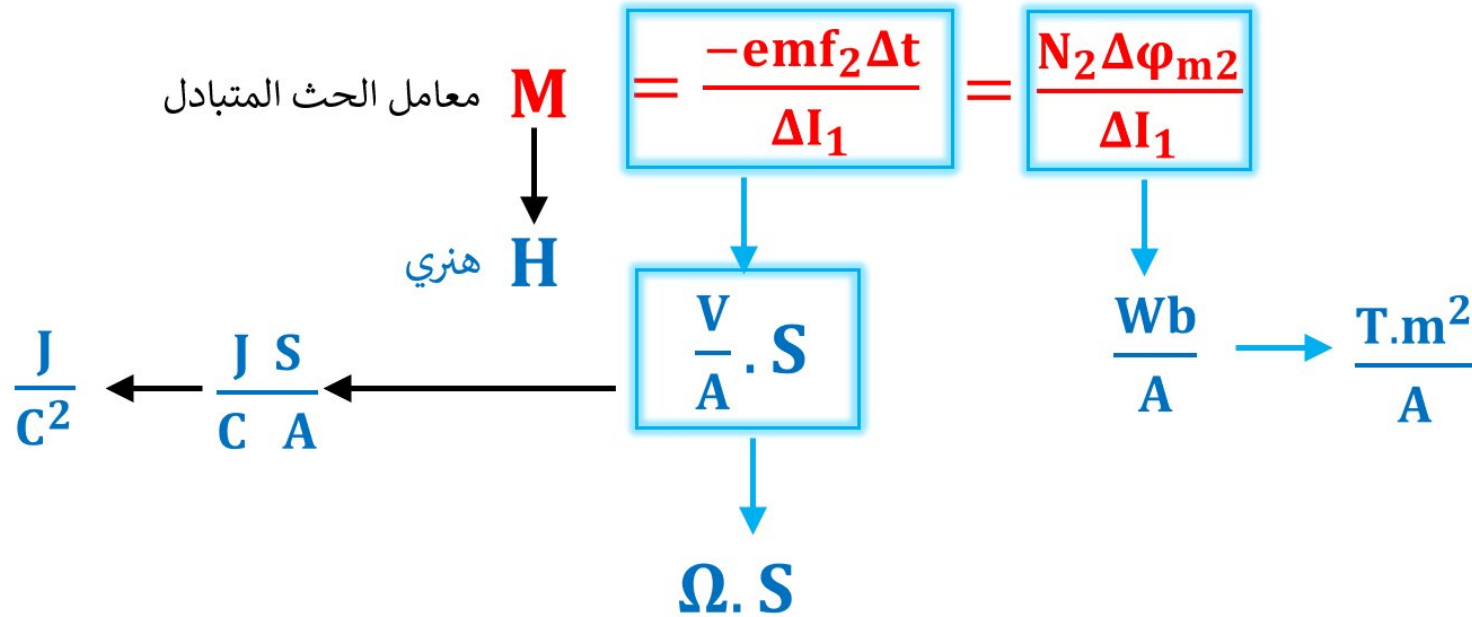 معامل الحث المتبادل M = −emf₂Δt / ΔI₁ = N₂Δφₘ₂ / ΔI₁
هنري H
J / C²
J S / C A
V / A . S
Wb / A
T.m² / A
Ω. S